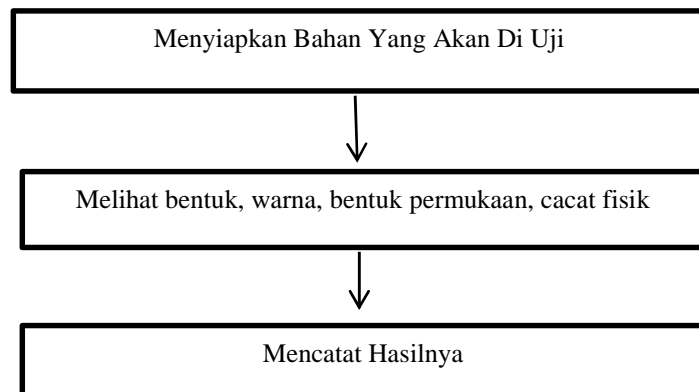 Menyiapkan Bahan Yang Akan Di Uji
Melihat bentuk, warna, bentuk permukaan, cacat fisik
Mencatat Hasilnya